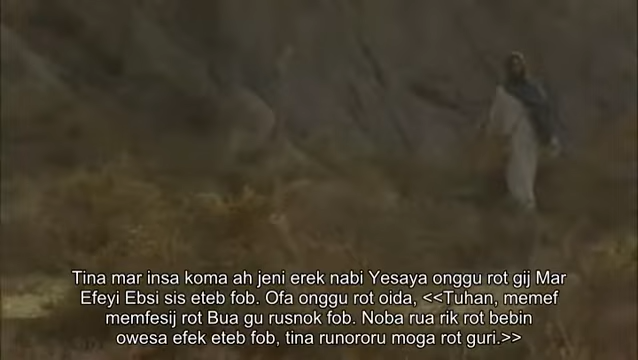 Tina mar insa koma ah jeni erek nabi Yesaya onggu rot gij Mar
Efeyi Ebsi sis eteb fob. Ofa onggu rot oida, <<Tuhan, memef
memfesij rot Bua gu rusnok fob. Noba rua rik rot bebin
owesa efek eteb fob, tina runororu moga rot guri.>>